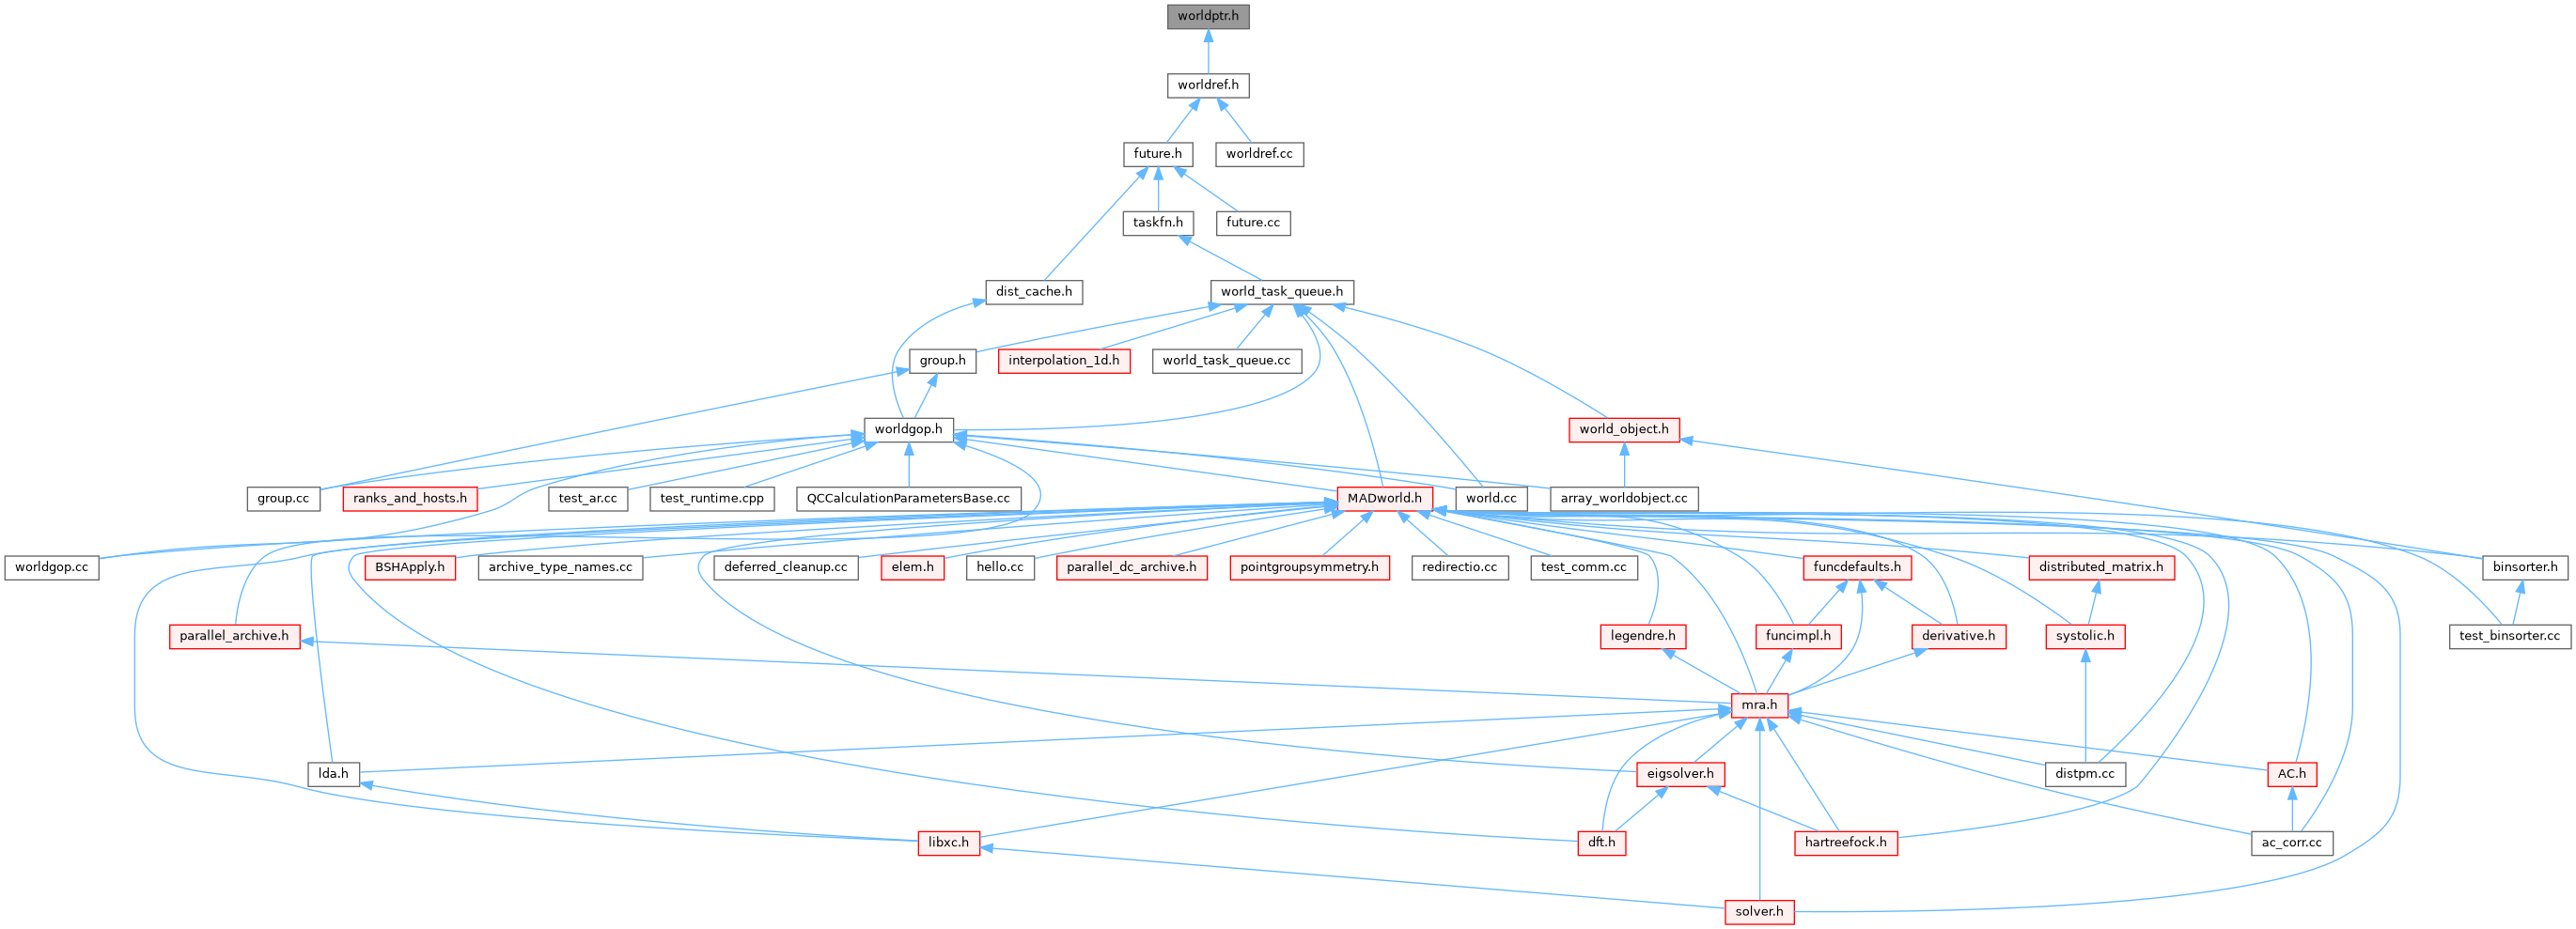 worldptr.h
worldref.h
future.h
worldref.cc
taskfn.h
future.cc
dist_cache.h
world_task_queue.h
group.h
interpolation_1d.h
world_task_queue.cc
worldgop.h
world_object.h
group.cc
ranks_and_hosts.h
test_ar.cc
test_runtime.cpp
QCCalculationParametersBase.cc
MADworld.h
world.cc
array_worldobject.cc
worldgop.cc
BSHApply.h
archive_type_names.cc
deferred_cleanup.cc
elem.h
hello.cc
parallel_dc_archive.h
pointgroupsymmetry.h
redirectio.cc
test_comm.cc
funcdefaults.h
distributed_matrix.h
binsorter.h
parallel_archive.h
legendre.h
funcimpl.h
derivative.h
systolic.h
test_binsorter.cc
mra.h
lda.h
eigsolver.h
distpm.cc
AC.h
libxc.h
dft.h
hartreefock.h
ac_corr.cc
solver.h